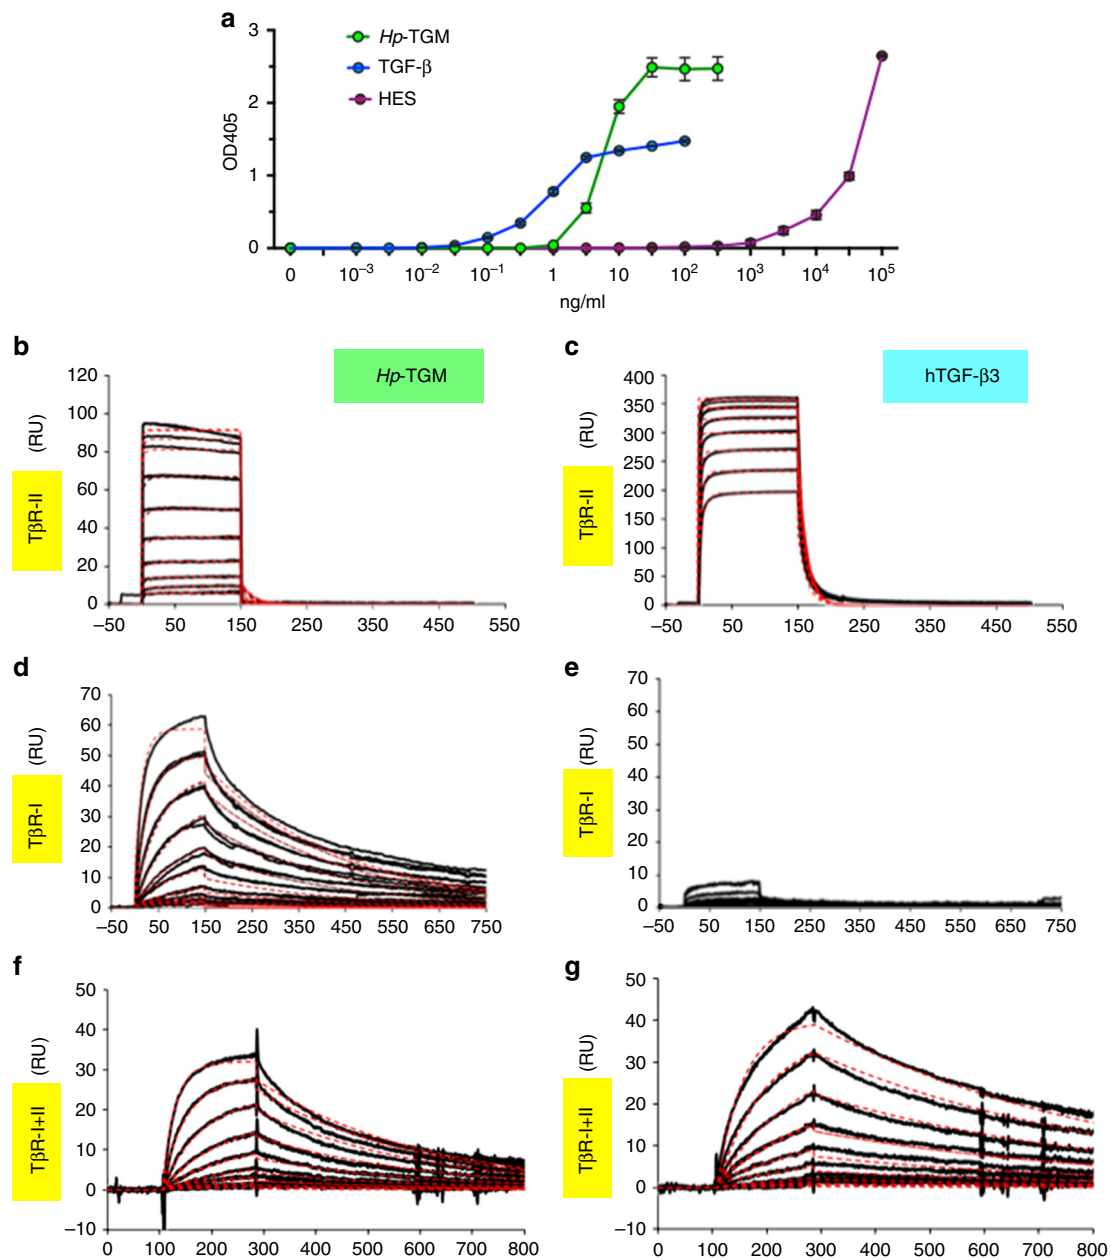 a
3
2
1
0
OD405
Hp-TGM
TGF-β
HES
0 10⁻³ 10⁻² 10⁻¹ 1 10 10² 10³ 10⁴ 10⁵
ng/ml
b
Hp-TGM
120
100
80
60
40
20
0
(RU)
TβR-II
−50 50 150 250 350 450 550
c
hTGF-β3
400
350
300
250
200
150
100
50
0
(RU)
TβR-II
−50 50 150 250 350 450 550
d
70
60
50
40
30
20
10
0
(RU)
TβR-I
−50 50 150 250 350 450 550 650 750
e
70
60
50
40
30
20
10
0
(RU)
TβR-I
−50 50 150 250 350 450 550 650 750
f
50
40
30
20
10
0
−10
(RU)
TβR-I+II
0 100 200 300 400 500 600 700 800
g
50
40
30
20
10
0
−10
(RU)
TβR-I+II
0 100 200 300 400 500 600 700 800